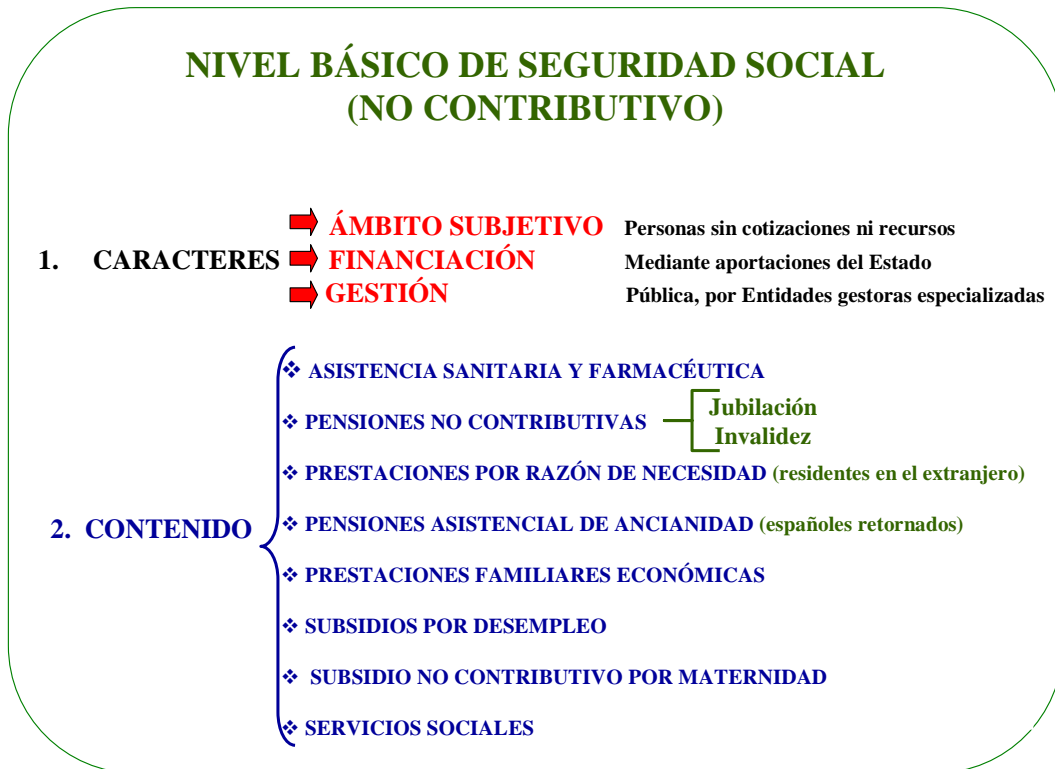 NIVEL BÁSICO DE SEGURIDAD SOCIAL
(NO CONTRIBUTIVO)
1. CARACTERES
ÁMBITO SUBJETIVO Personas sin cotizaciones ni recursos
FINANCIACIÓN Mediante aportaciones del Estado
GESTIÓN Pública, por Entidades gestoras especializadas
2. CONTENIDO
❖ ASISTENCIA SANITARIA Y FARMACÉUTICA
❖ PENSIONES NO CONTRIBUTIVAS
Jubilación
Invalidez
❖ PRESTACIONES POR RAZÓN DE NECESIDAD (residentes en el extranjero)
❖ PENSIONES ASISTENCIAL DE ANCIANIDAD (españoles retornados)
❖ PRESTACIONES FAMILIARES ECONÓMICAS
❖ SUBSIDIOS POR DESEMPLEO
❖ SUBSIDIO NO CONTRIBUTIVO POR MATERNIDAD
❖ SERVICIOS SOCIALES